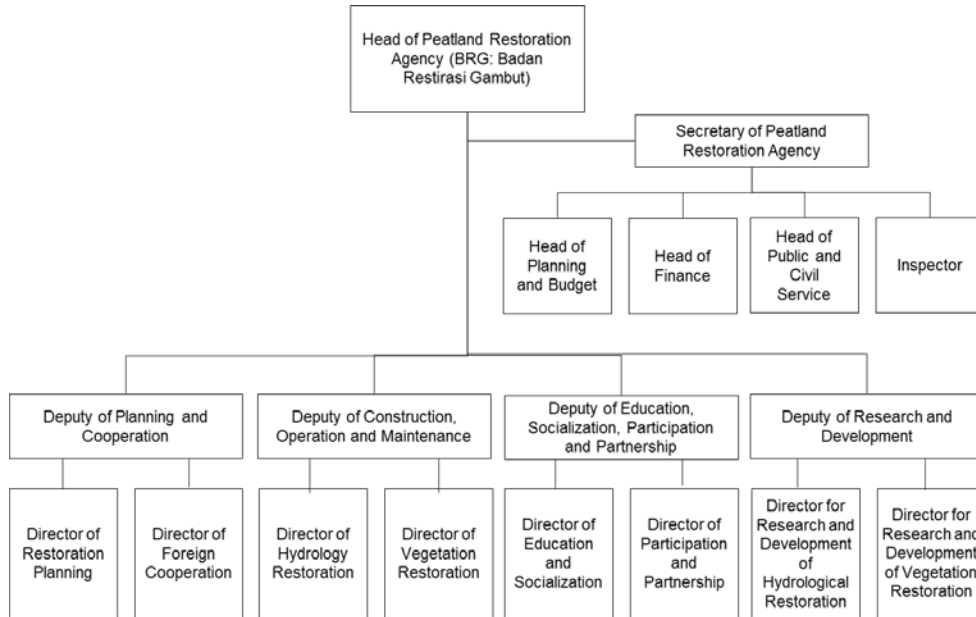 Head of Peatland Restoration
Agency (BRG: Badan
Restirasi Gambut)
Secretary of Peatland
Restoration Agency
Head of
Planning
and Budget
Head of
Finance
Head of
Public and
Civil
Service
Inspector
Deputy of Planning and
Cooperation
Deputy of Construction,
Operation and Maintenance
Deputy of Education,
Socialization, Participation
and Partnership
Deputy of Research and
Development
Director of
Restoration
Planning
Director of
Foreign
Cooperation
Director of
Hydrology
Restoration
Director of
Vegetation
Restoration
Director of
Education
and
Socialization
Director of
Participation
and
Partnership
Director for
Research and
Development
of
Hydrological
Restoration
Director for
Research and
Development
of Vegetation
Restoration